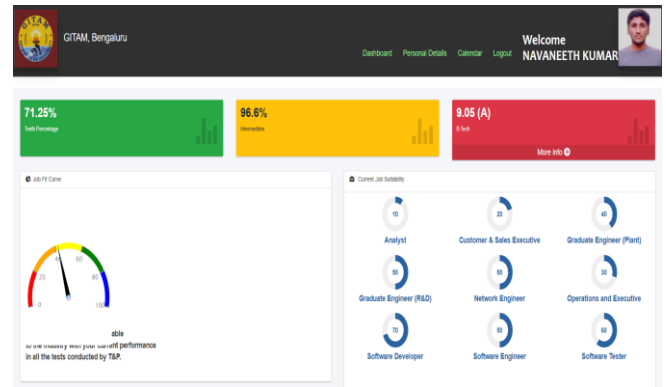 GITAM
GITAM, Bengaluru
Dashboard Personal Details Calendar Logout
Welcome
NAVANEETH KUMAR
71.25%
Tenth Percentage
96.6%
Intermediate
9.05 (A)
B.Tech
More info
Job Fit Curve
0 20 40 60 80 100
able
to the industry with your current performance
in all the tests conducted by T&P.
Current Job Suitability
10 20 40
Analyst Customer & Sales Executive Graduate Engineer (Plant)
50 50 30
Graduate Engineer (R&D) Network Engineer Operations and Executive
70 50 60
Software Developer Software Engineer Software Tester